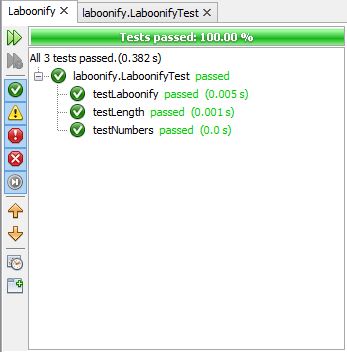 Laboonify laboonify.LaboonifyTest
Tests passed: 100.00 %
All 3 tests passed.(0.382 s)
laboonify.LaboonifyTest passed
testLaboonify passed (0.005 s)
testLength passed (0.001 s)
testNumbers passed (0.0 s)